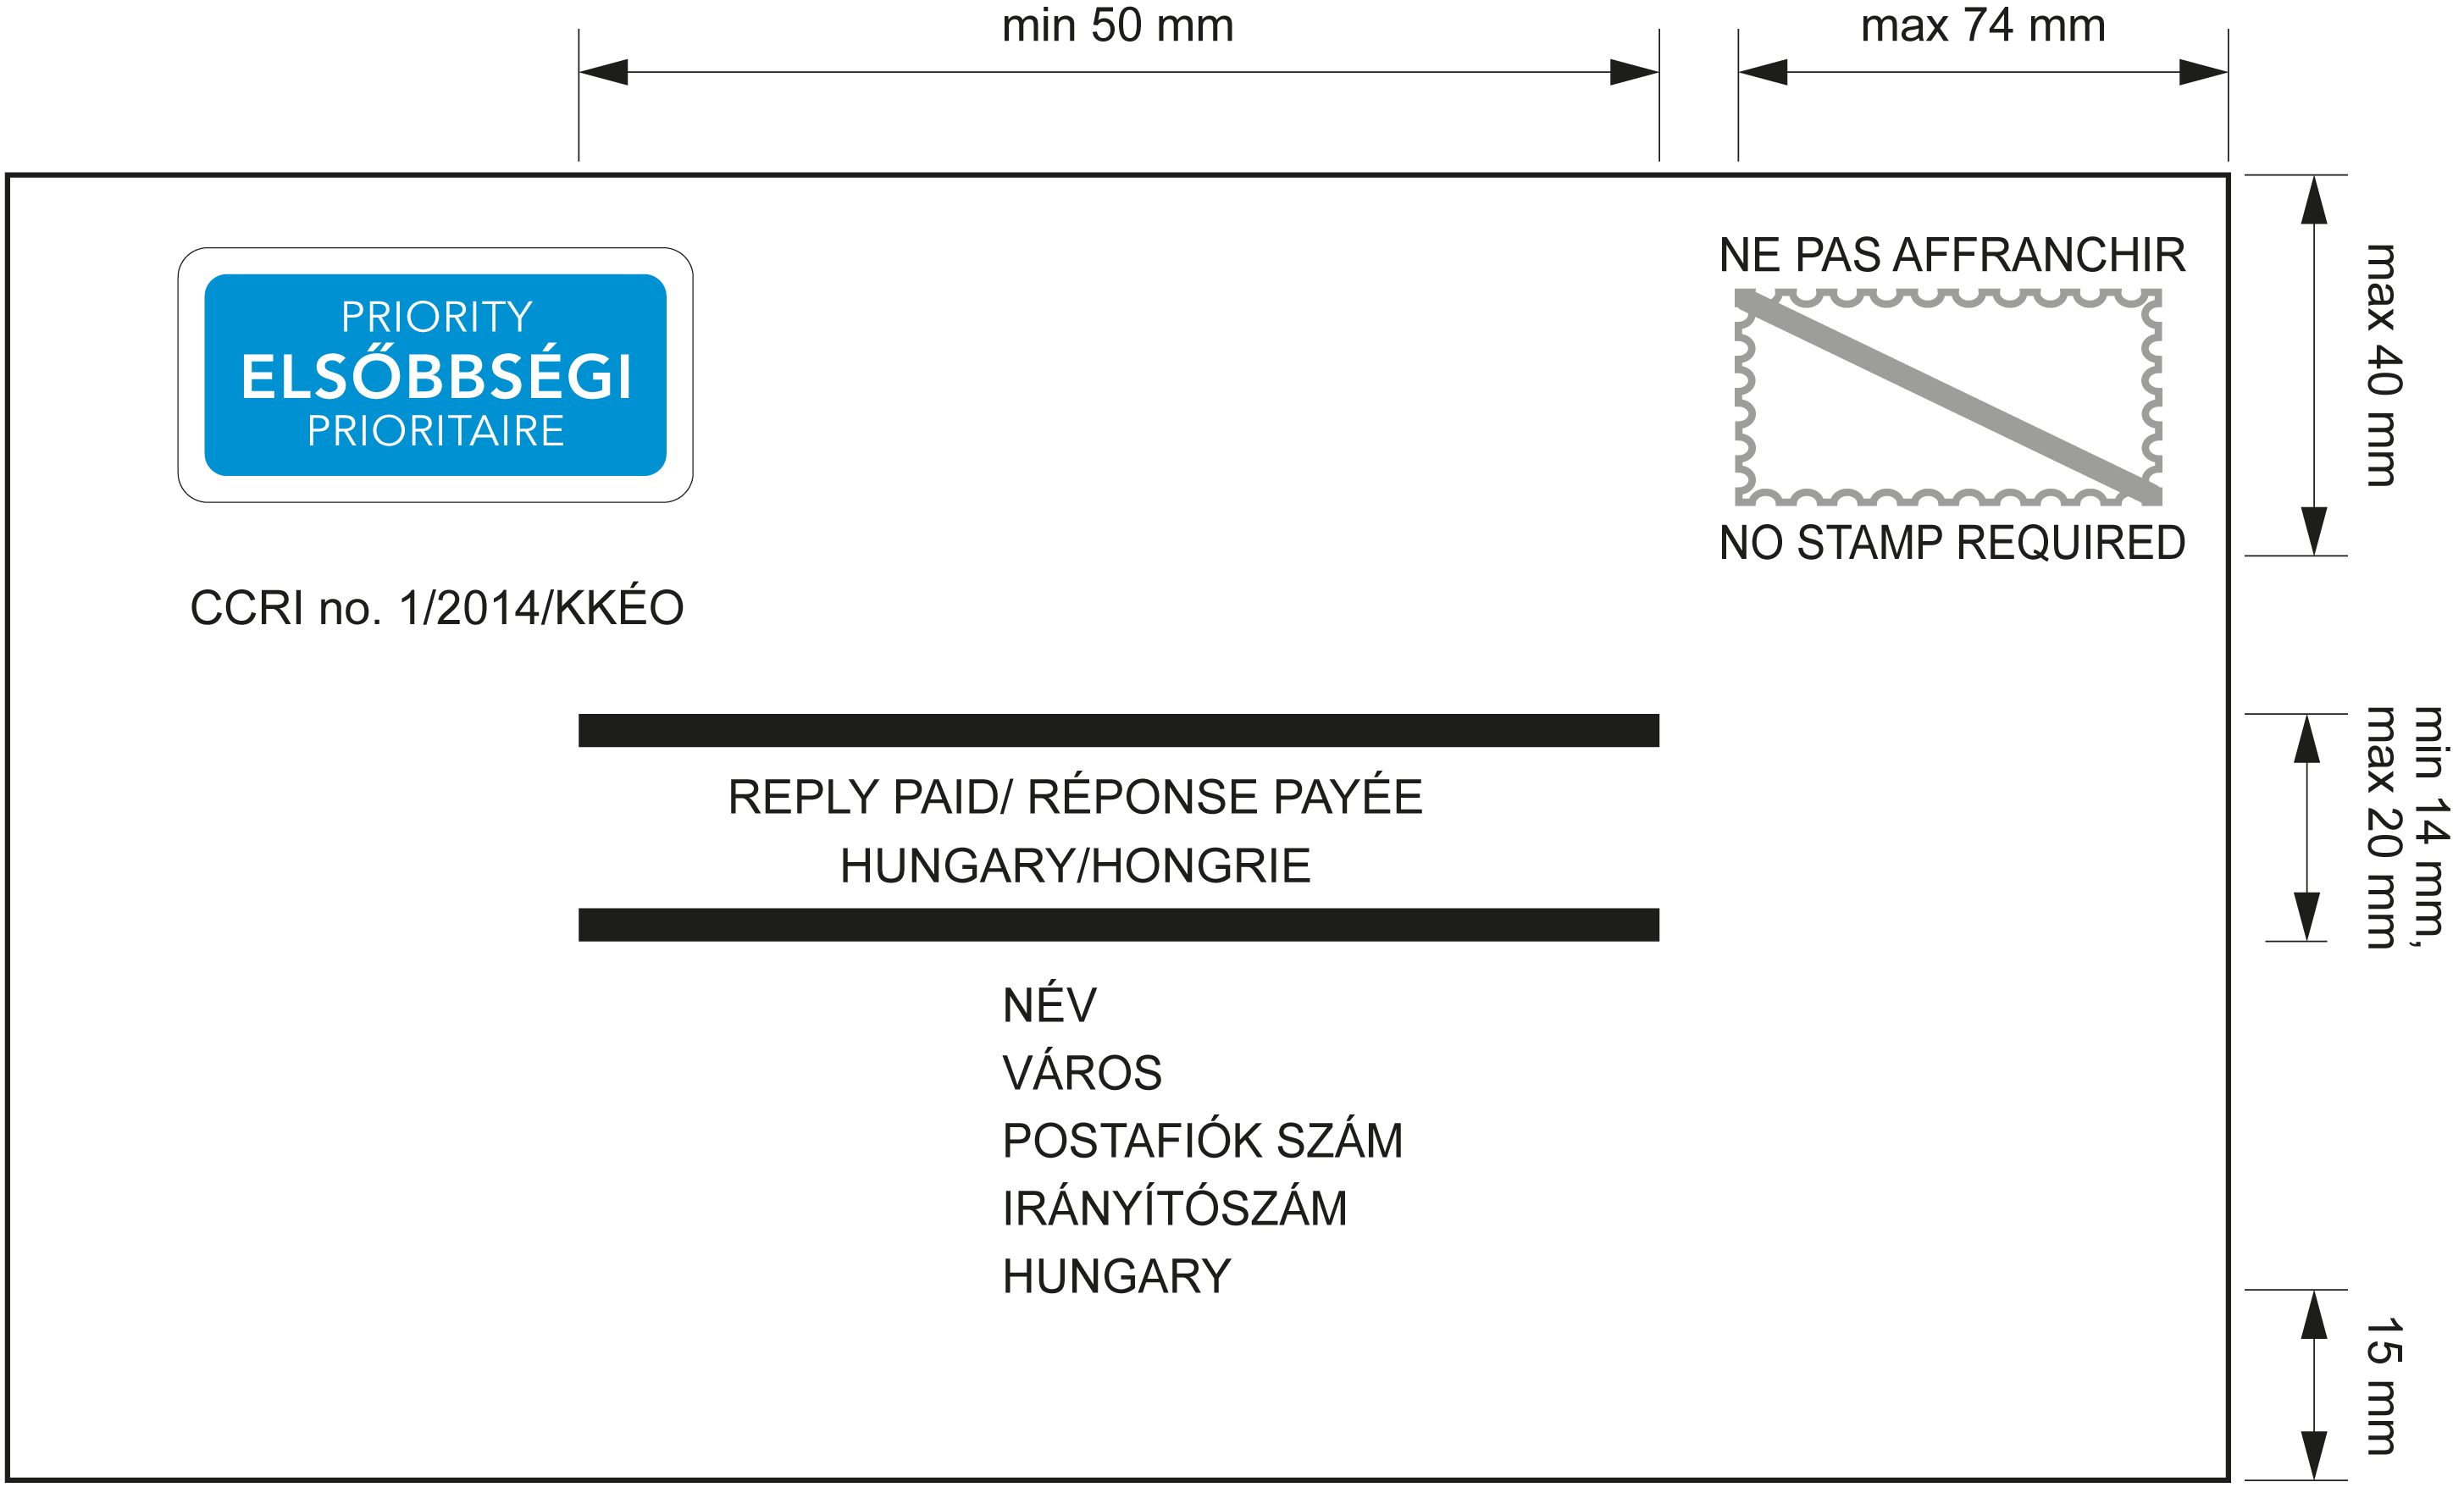 min 50 mm
max 74 mm
NE PAS AFFRANCHIR
PRIORITY
ELSŐBBSÉGI
PRIORITAIRE
max 40 mm
NO STAMP REQUIRED
CCRI no. 1/2014/KKÉO
REPLY PAID/ RÉPONSE PAYÉE
HUNGARY/HONGRIE
min 14 mm,
max 20 mm
NÉV
VÁROS
POSTAFIÓK SZÁM
IRÁNYÍTÓSZÁM
HUNGARY
15 mm